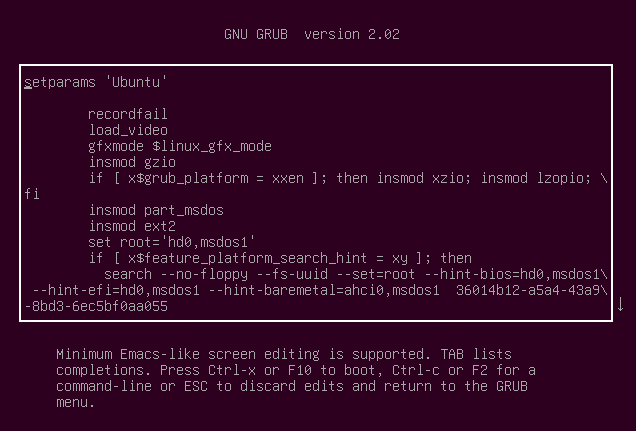 GNU GRUB  version 2.02
setparams 'Ubuntu'
        recordfail
        load_video
        gfxmode $linux_gfx_mode
        insmod gzio
        if [ x$grub_platform = xxen ]; then insmod xzio; insmod lzopio; \
fi
        insmod part_msdos
        insmod ext2
        set root='hd0,msdos1'
        if [ x$feature_platform_search_hint = xy ]; then
          search --no-floppy --fs-uuid --set=root --hint-bios=hd0,msdos1\
 --hint-efi=hd0,msdos1 --hint-baremetal=ahci0,msdos1  36014b12-a5a4-43a9\
-8bd3-6ec5bf0aa055
↓
Minimum Emacs-like screen editing is supported. TAB lists
completions. Press Ctrl-x or F10 to boot, Ctrl-c or F2 for a
command-line or ESC to discard edits and return to the GRUB
menu.